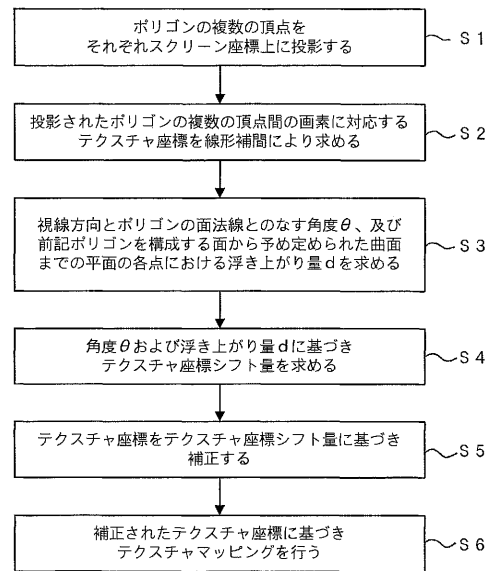 ポリゴンの複数の頂点を
それぞれスクリーン座標上に投影する
S1
投影されたポリゴンの複数の頂点間の画素に対応する
テクスチャ座標を線形補間により求める
S2
視線方向とポリゴンの面法線とのなす角度θ、及び
前記ポリゴンを構成する面から予め定められた曲面
までの平面の各点における浮き上がり量dを求める
S3
角度θおよび浮き上がり量dに基づき
テクスチャ座標シフト量を求める
S4
テクスチャ座標をテクスチャ座標シフト量に基づき
補正する
S5
補正されたテクスチャ座標に基づき
テクスチャマッピングを行う
S6